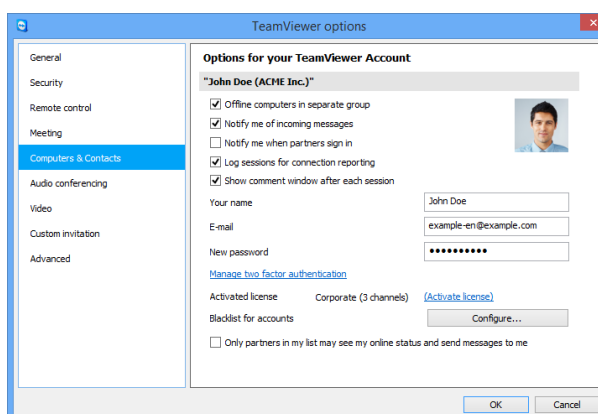 TeamViewer options
General
Security
Remote control
Meeting
Computers & Contacts
Audio conferencing
Video
Custom invitation
Advanced
Options for your TeamViewer Account
"John Doe (ACME Inc.)"
Offline computers in separate group
Notify me of incoming messages
Notify me when partners sign in
Log sessions for connection reporting
Show comment window after each session
Your name John Doe
E-mail example-en@example.com
New password ●●●●●●●●●●
Manage two factor authentication
Activated license Corporate (3 channels) (Activate license)
Blacklist for accounts Configure...
Only partners in my list may see my online status and send messages to me
OK Cancel